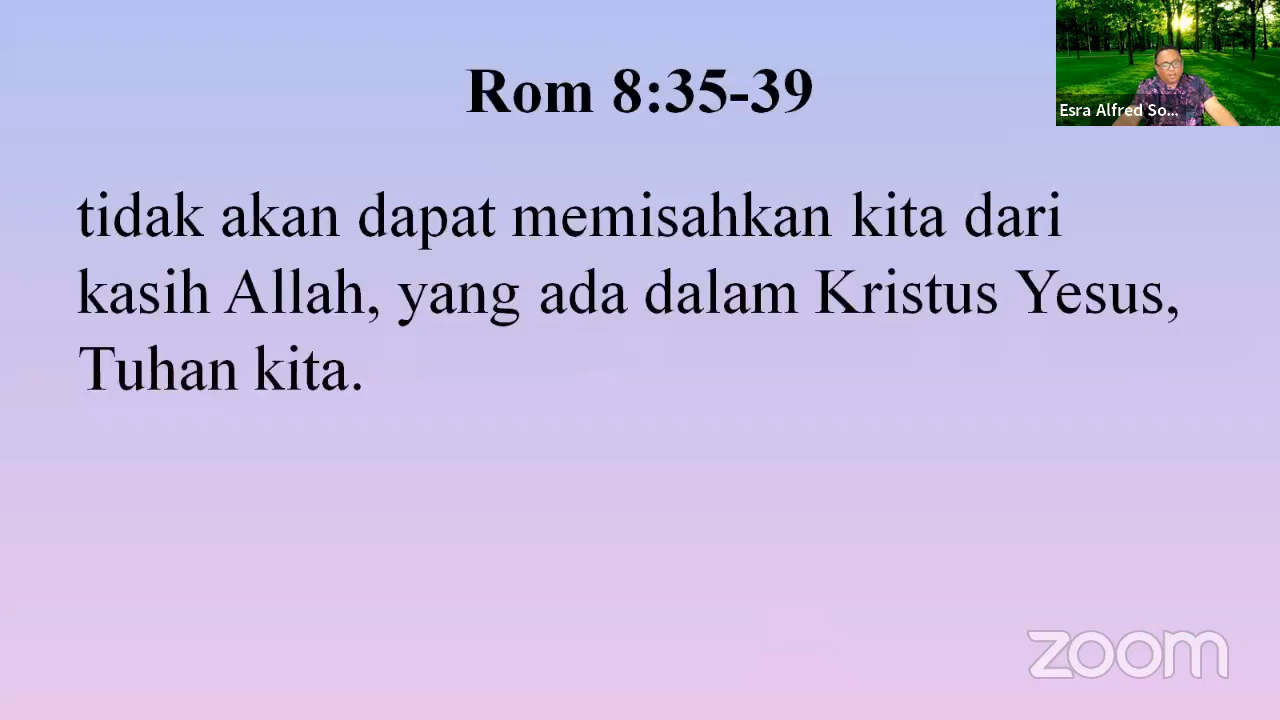 Rom 8:35-39
Esra Alfred So...
tidak akan dapat memisahkan kita dari
kasih Allah, yang ada dalam Kristus Yesus,
Tuhan kita.
zoom